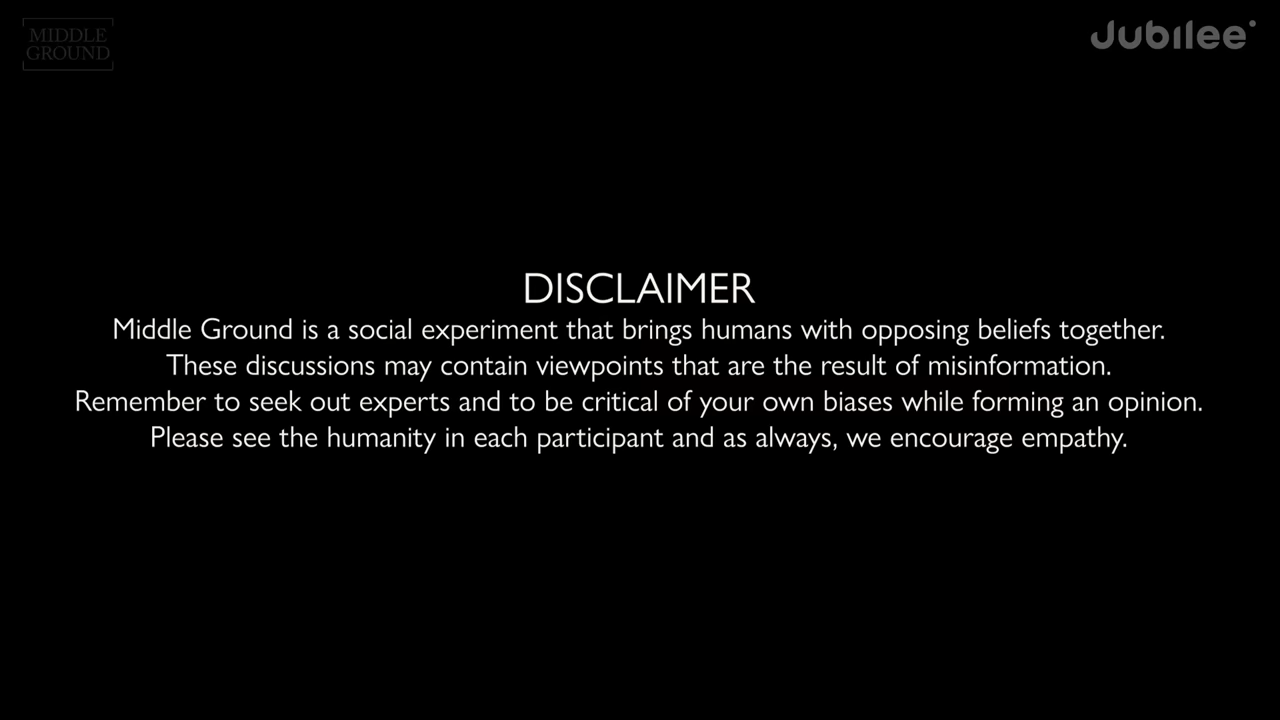 MIDDLE
GROUND
Jubilee
DISCLAIMER
Middle Ground is a social experiment that brings humans with opposing beliefs together.
These discussions may contain viewpoints that are the result of misinformation.
Remember to seek out experts and to be critical of your own biases while forming an opinion.
Please see the humanity in each participant and as always, we encourage empathy.